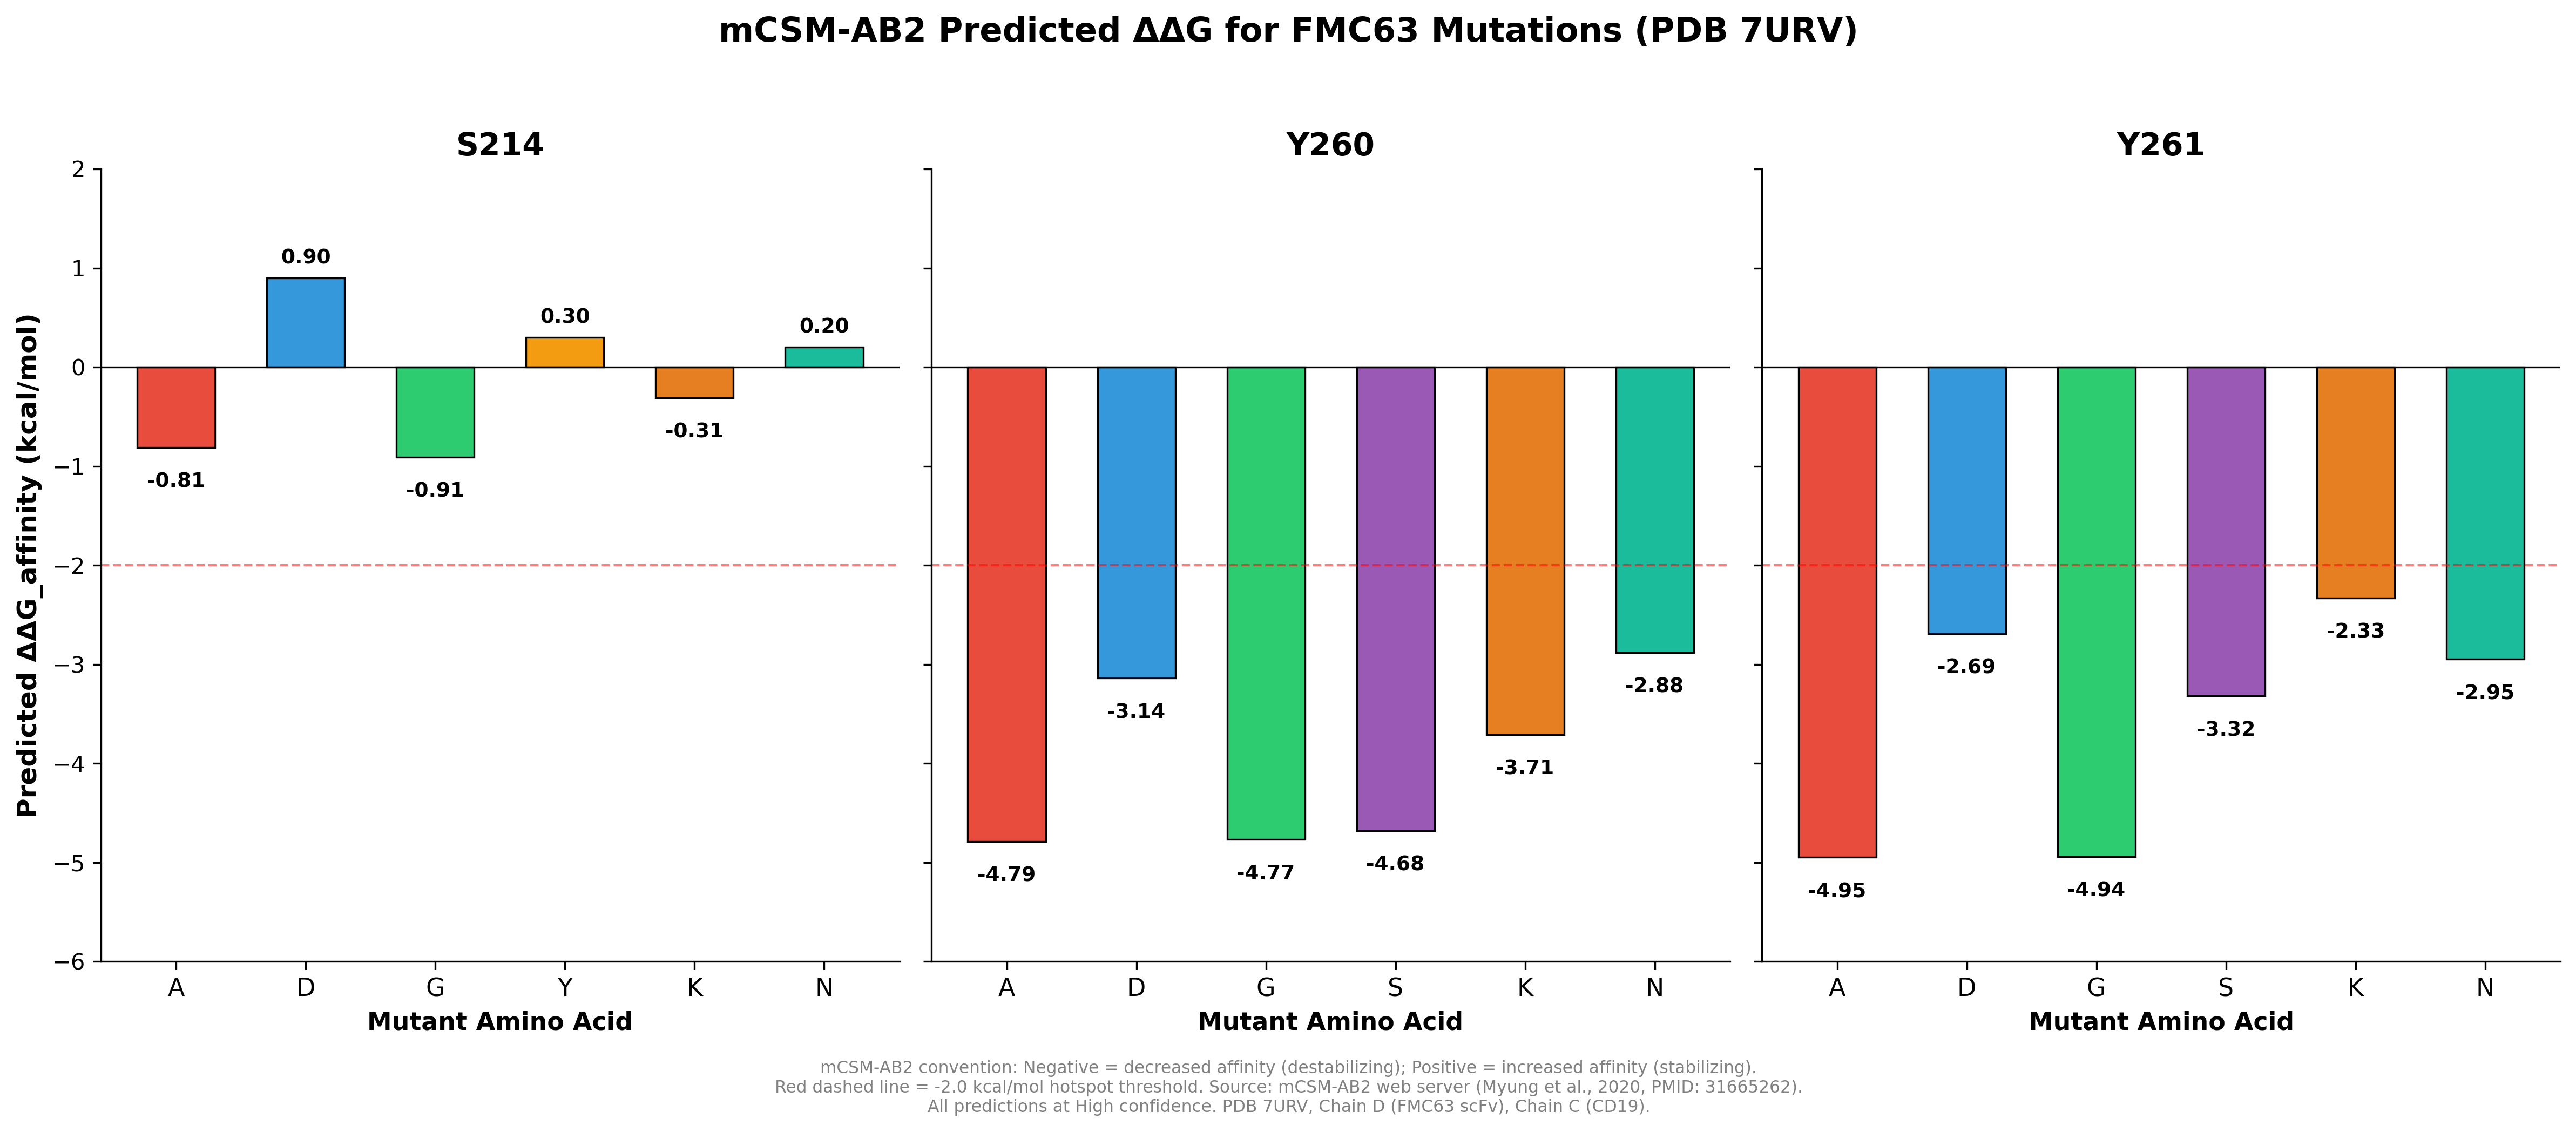 mCSM-AB2 Predicted ΔΔG for FMC63 Mutations (PDB 7URV)
S214
Y260
Y261
Predicted ΔΔG_affinity (kcal/mol)
2
1
0
−1
−2
−3
−4
−5
−6
-0.81
0.90
-0.91
0.30
-0.31
0.20
-4.79
-3.14
-4.77
-4.68
-3.71
-2.88
-4.95
-2.69
-4.94
-3.32
-2.33
-2.95
A D G Y K N
A D G S K N
A D G S K N
Mutant Amino Acid
Mutant Amino Acid
Mutant Amino Acid
mCSM-AB2 convention: Negative = decreased affinity (destabilizing); Positive = increased affinity (stabilizing).
Red dashed line = -2.0 kcal/mol hotspot threshold. Source: mCSM-AB2 web server (Myung et al., 2020, PMID: 31665262).
All predictions at High confidence. PDB 7URV, Chain D (FMC63 scFv), Chain C (CD19).